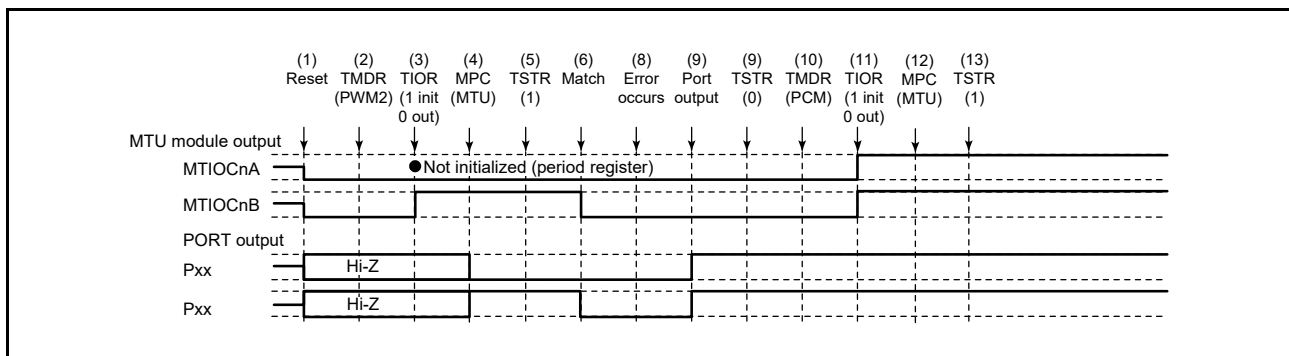 (1) (2) (3) (4) (5) (6) (8) (9) (9) (10) (11) (12) (13)
Reset TMDR TIOR MPC TSTR Match Error Port TSTR TMDR TIOR MPC TSTR
(PWM2) (1 init (MTU) (1) occurs output (0) (PCM) (1 init (MTU) (1)
0 out) 0 out)
MTU module output
MTIOCnA Not initialized (period register)
MTIOCnB
PORT output
Pxx Hi-Z
Pxx Hi-Z